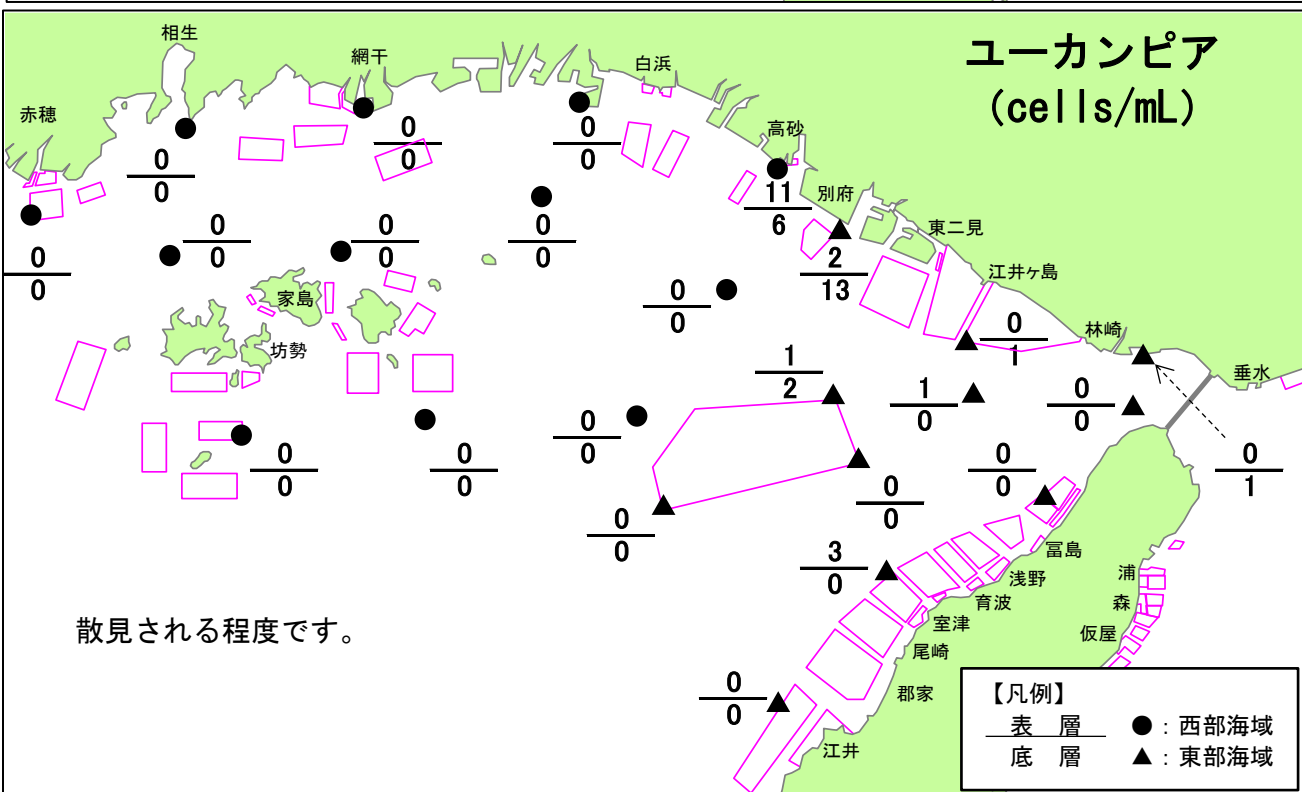 ユーカンピア
(cells/mL)
相生
網干
白浜
赤穂
高砂
別府
東二見
江井ヶ島
林崎
垂水
家島
坊勢
0
0
0
0
0
0
11
6
0
0
0
0
0
0
0
0
2
13
0
0
0
1
1
2
1
0
0
0
0
1
0
0
0
0
0
0
0
0
0
0
0
0
3
0
0
0
富島
浅野
育波
室津
尾崎
郡家
江井
浦
森
仮屋
散見される程度です。
【凡例】
表 層
底 層
●：西部海域
▲：東部海域